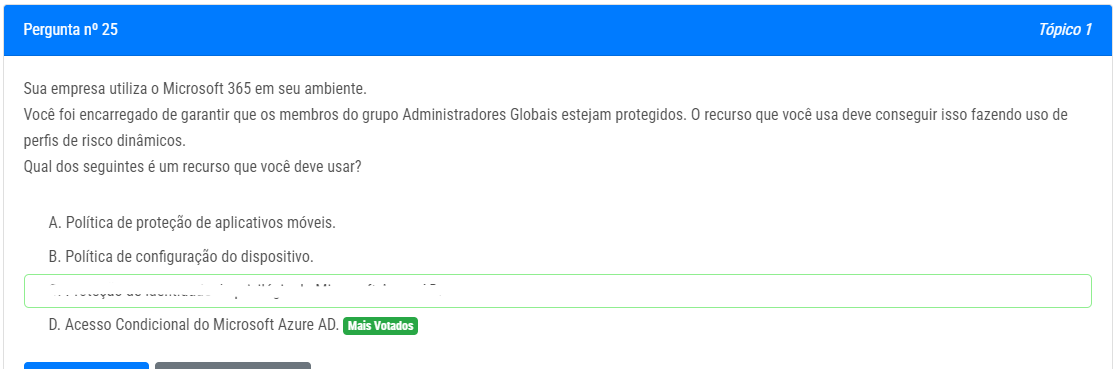 Pergunta nº 25
Tópico 1
Sua empresa utiliza o Microsoft 365 em seu ambiente.
Você foi encarregado de garantir que os membros do grupo Administradores Globais estejam protegidos. O recurso que você usa deve conseguir isso fazendo uso de
perfis de risco dinâmicos.
Qual dos seguintes é um recurso que você deve usar?
A. Política de proteção de aplicativos móveis.
B. Política de configuração do dispositivo.
D. Acesso Condicional do Microsoft Azure AD. Mais Votados